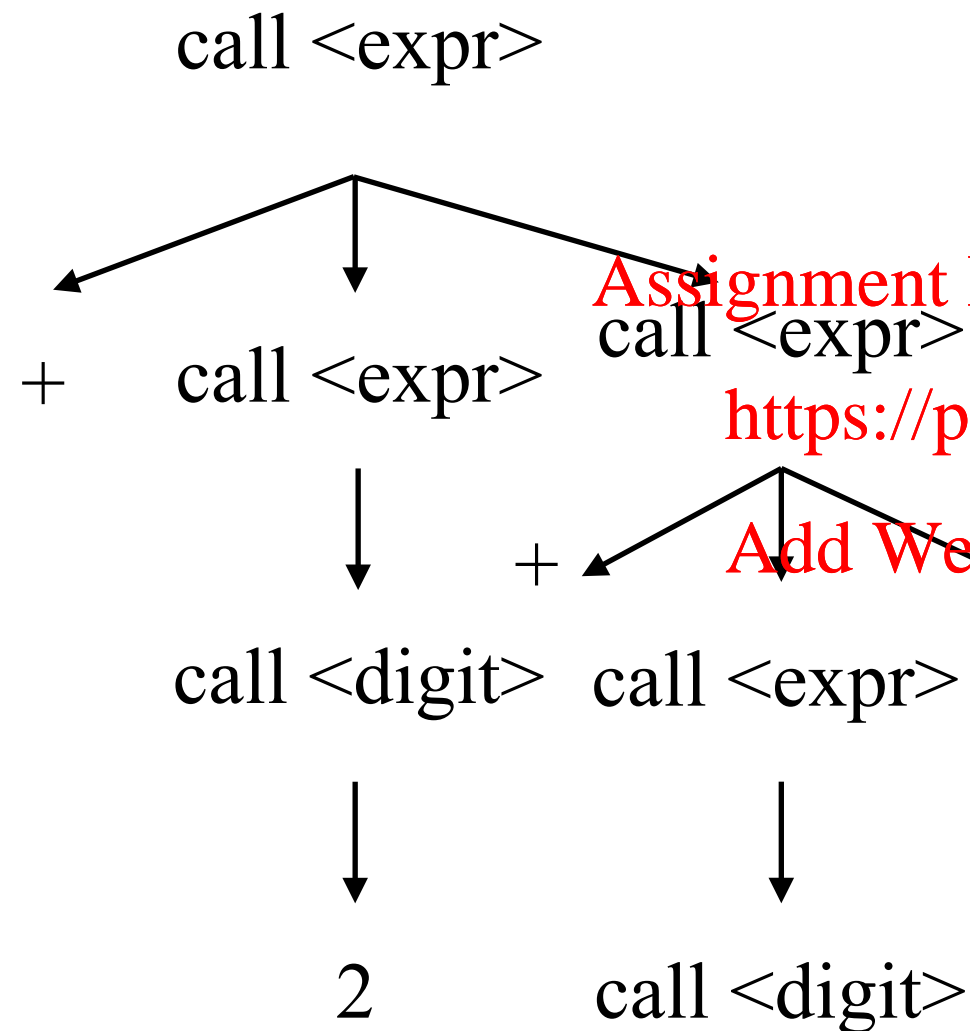 call <expr>
Assignment
call <expr>
+ call <expr>
https://p
Add We
+
call <digit> call <expr>
2 call <digit>